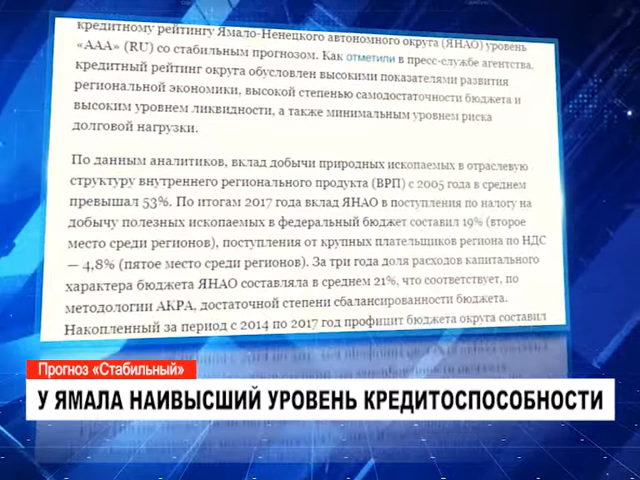 кредитному рейтингу Ямало-Ненецкого автономного округа (ЯНАО) уровень
«ААА» (RU) со стабильным прогнозом. Как отметили в пресс-службе агентства,
кредитный рейтинг округа обусловлен высокими показателями развития
региональной экономики, высокой степенью самодостаточности бюджета и
высоким уровнем ликвидности, а также минимальным уровнем риска
долговой нагрузки.
По данным аналитиков, вклад добычи природных ископаемых в отраслевую
структуру внутреннего регионального продукта (ВРП) с 2005 года в среднем
превышал 53%. По итогам 2017 года вклад ЯНАО в поступления по налогу на
добычу полезных ископаемых в федеральный бюджет составил 19% (второе
место среди регионов), поступления от крупных плательщиков региона по НДС
— 4,8% (пятое место среди регионов). За три года доля расходов капитального
характера бюджета ЯНАО составляла в среднем 21%, что соответствует, по
методологии АКРА, достаточной степени сбалансированности бюджета.
Накопленный за период с 2014 по 2017 год профицит бюджета округа составил
Прогноз «Стабильный»
У ЯМАЛА НАИВЫСШИЙ УРОВЕНЬ КРЕДИТОСПОСОБНОСТИ